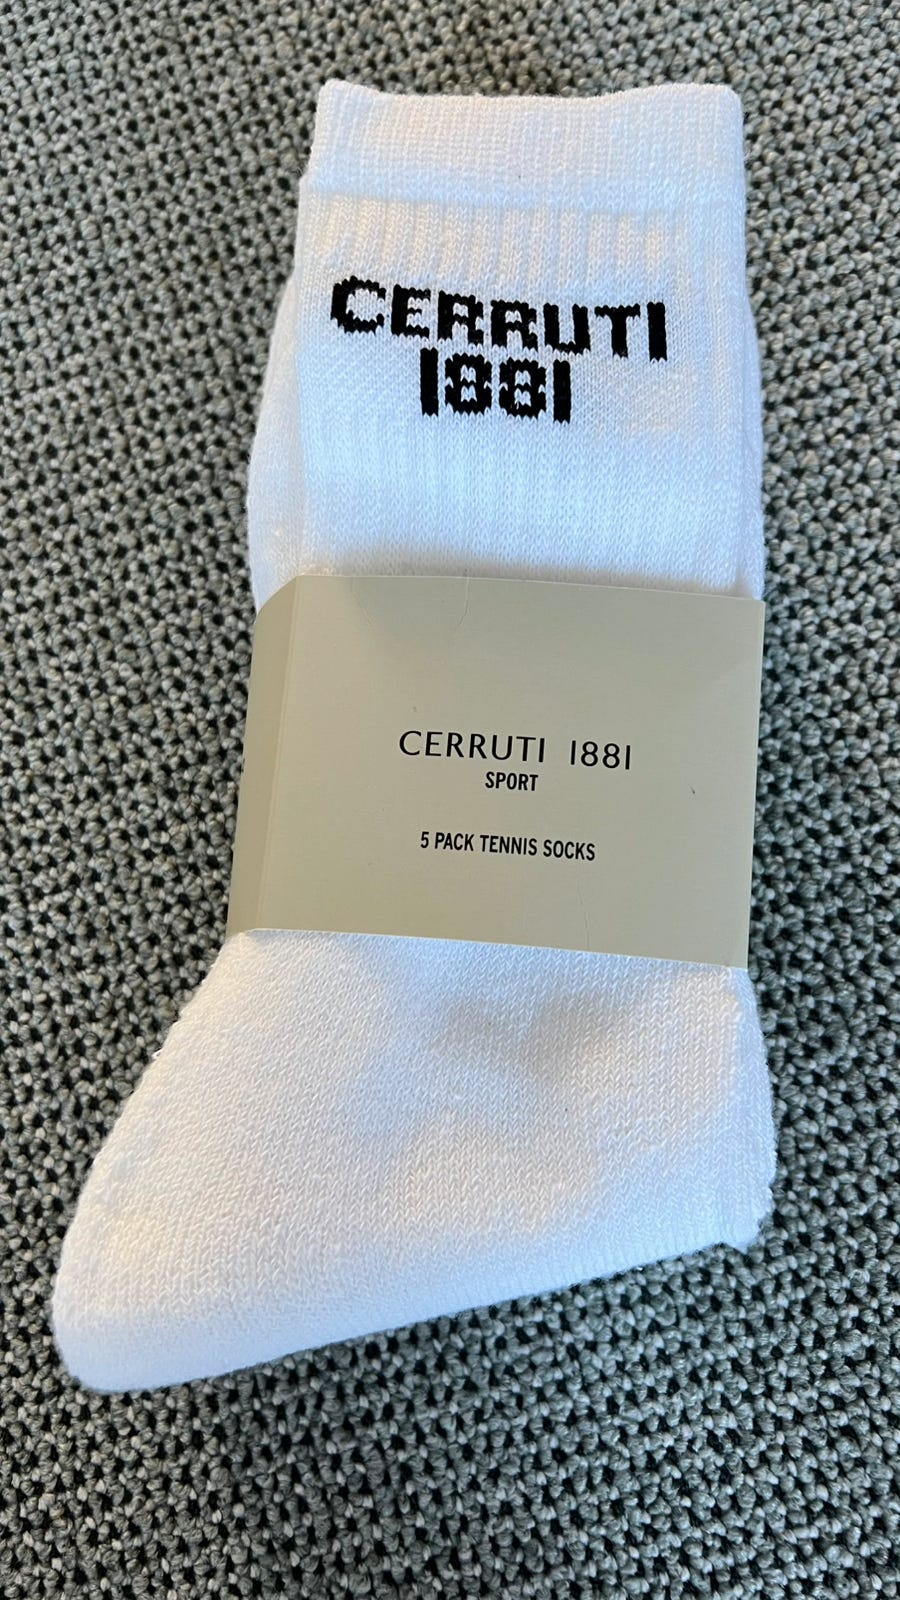 CERRUTI
1881
CERRUTI 1881
SPORT
5 PACK TENNIS SOCKS